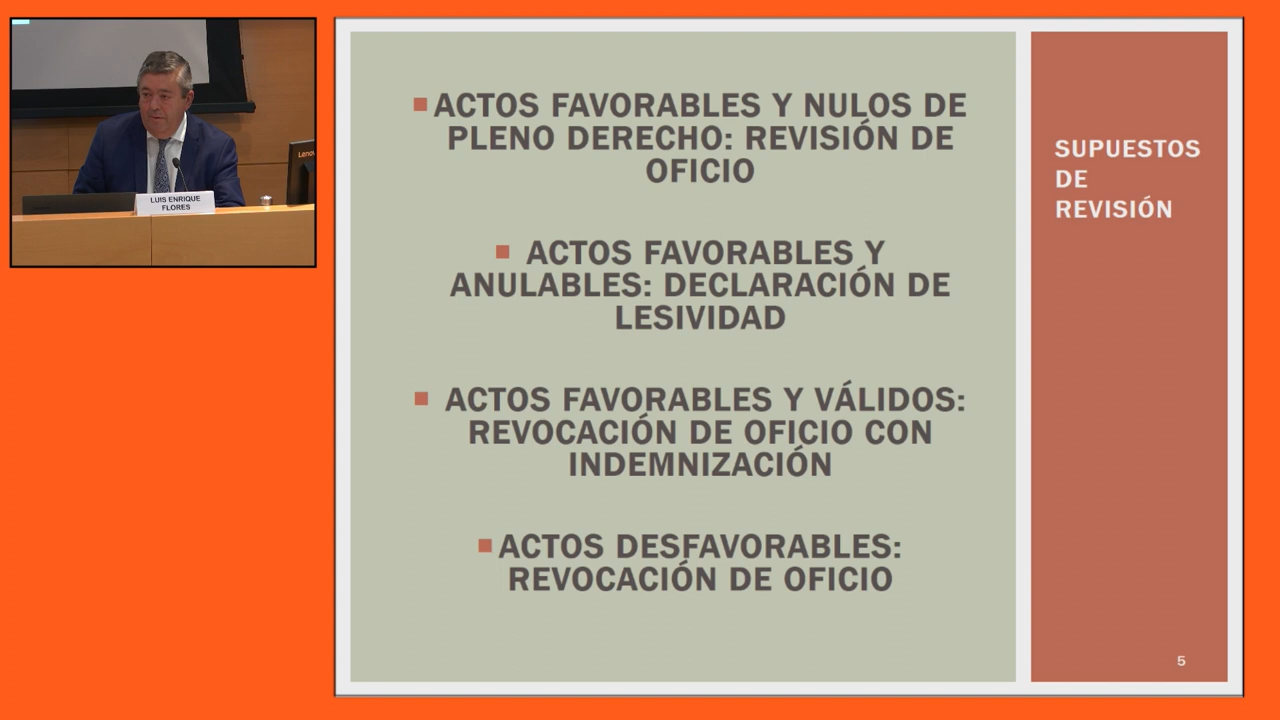 Lenovo
LUIS ENRIQUE
FLORES
■ ACTOS FAVORABLES Y NULOS DE
PLENO DERECHO: REVISIÓN DE
OFICIO
■ ACTOS FAVORABLES Y
ANULABLES: DECLARACIÓN DE
LESIVIDAD
■ ACTOS FAVORABLES Y VÁLIDOS:
REVOCACIÓN DE OFICIO CON
INDEMNIZACIÓN
■ ACTOS DESFAVORABLES:
REVOCACIÓN DE OFICIO
SUPUESTOS
DE
REVISIÓN
5